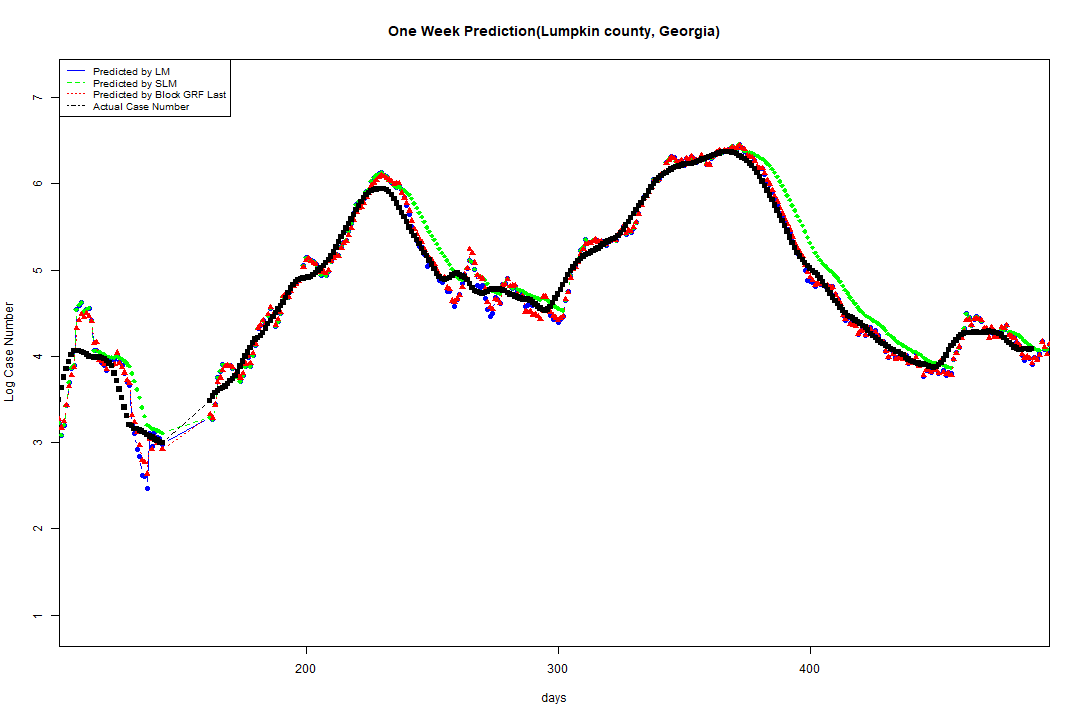 One Week Prediction(Lumpkin county, Georgia)
Predicted by LM
Predicted by SLM
Predicted by Block GRF Last
Actual Case Number
7
6
5
4
3
2
1
Log Case Number
200
300
400
days